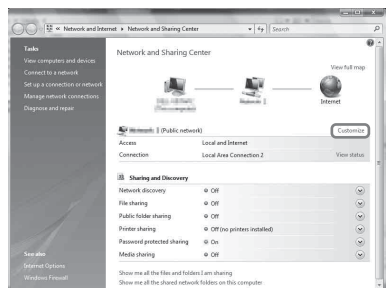 « Network and Internet ▸ Network and Sharing Center
Search
Tasks
View computers and devices
Connect to a network
Set up a connection or network
Manage network connections
Diagnose and repair
See also
Internet Options
Windows Firewall
Network and Sharing Center
View full map
Internet
(Public network)
Customize
Access Local and Internet
Connection Local Area Connection 2 View status
Sharing and Discovery
Network discovery Off
File sharing Off
Public folder sharing Off
Printer sharing Off (no printers installed)
Password protected sharing On
Media sharing Off
Show me all the files and folders I am sharing
Show me all the shared network folders on this computer